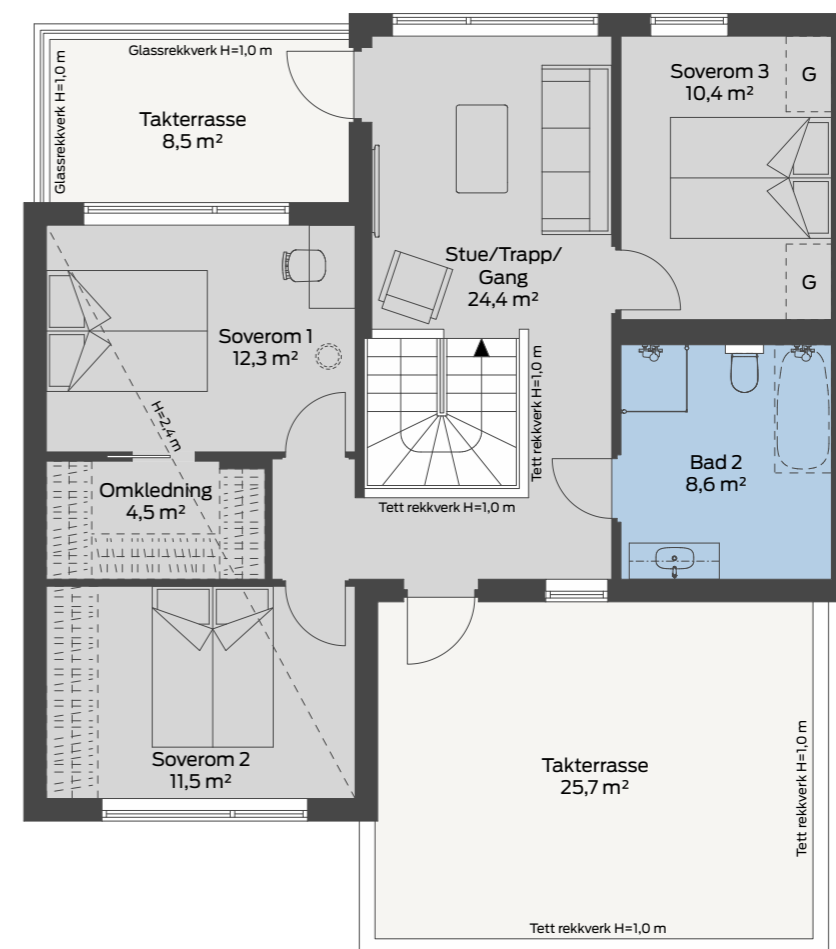 Glassrekkverk H=1,0 m
Glassrekkverk H=1,0 m
Takterrasse
8,5 m²
Soverom 3
10,4 m²
G
G
Stue/Trapp/
Gang
24,4 m²
Soverom 1
12,3 m²
H=2,4 m
Tett rekkverk H=1,0 m
Bad 2
8,6 m²
Omkledning
4,5 m²
Tett rekkverk H=1,0 m
Soverom 2
11,5 m²
Takterrasse
25,7 m²
Tett rekkverk H=1,0 m
Tett rekkverk H=1,0 m